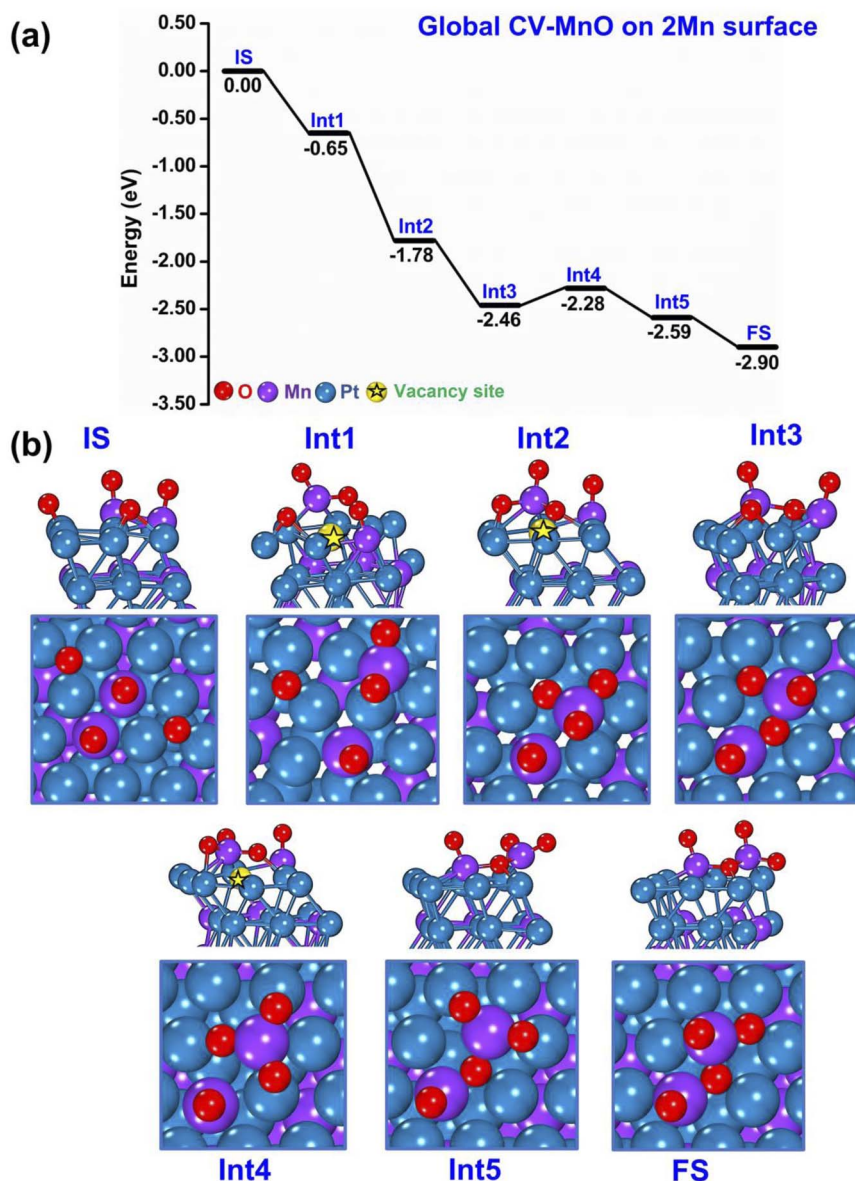 (a)
Global CV-MnO on 2Mn surface
Energy (eV)
0.50
0.00
-0.50
-1.00
-1.50
-2.00
-2.50
-3.00
-3.50
IS
0.00
Int1
-0.65
Int2
-1.78
Int3
-2.46
Int4
-2.28
Int5
-2.59
FS
-2.90
O Mn Pt Vacancy site
(b)
IS Int1 Int2 Int3
Int4 Int5 FS